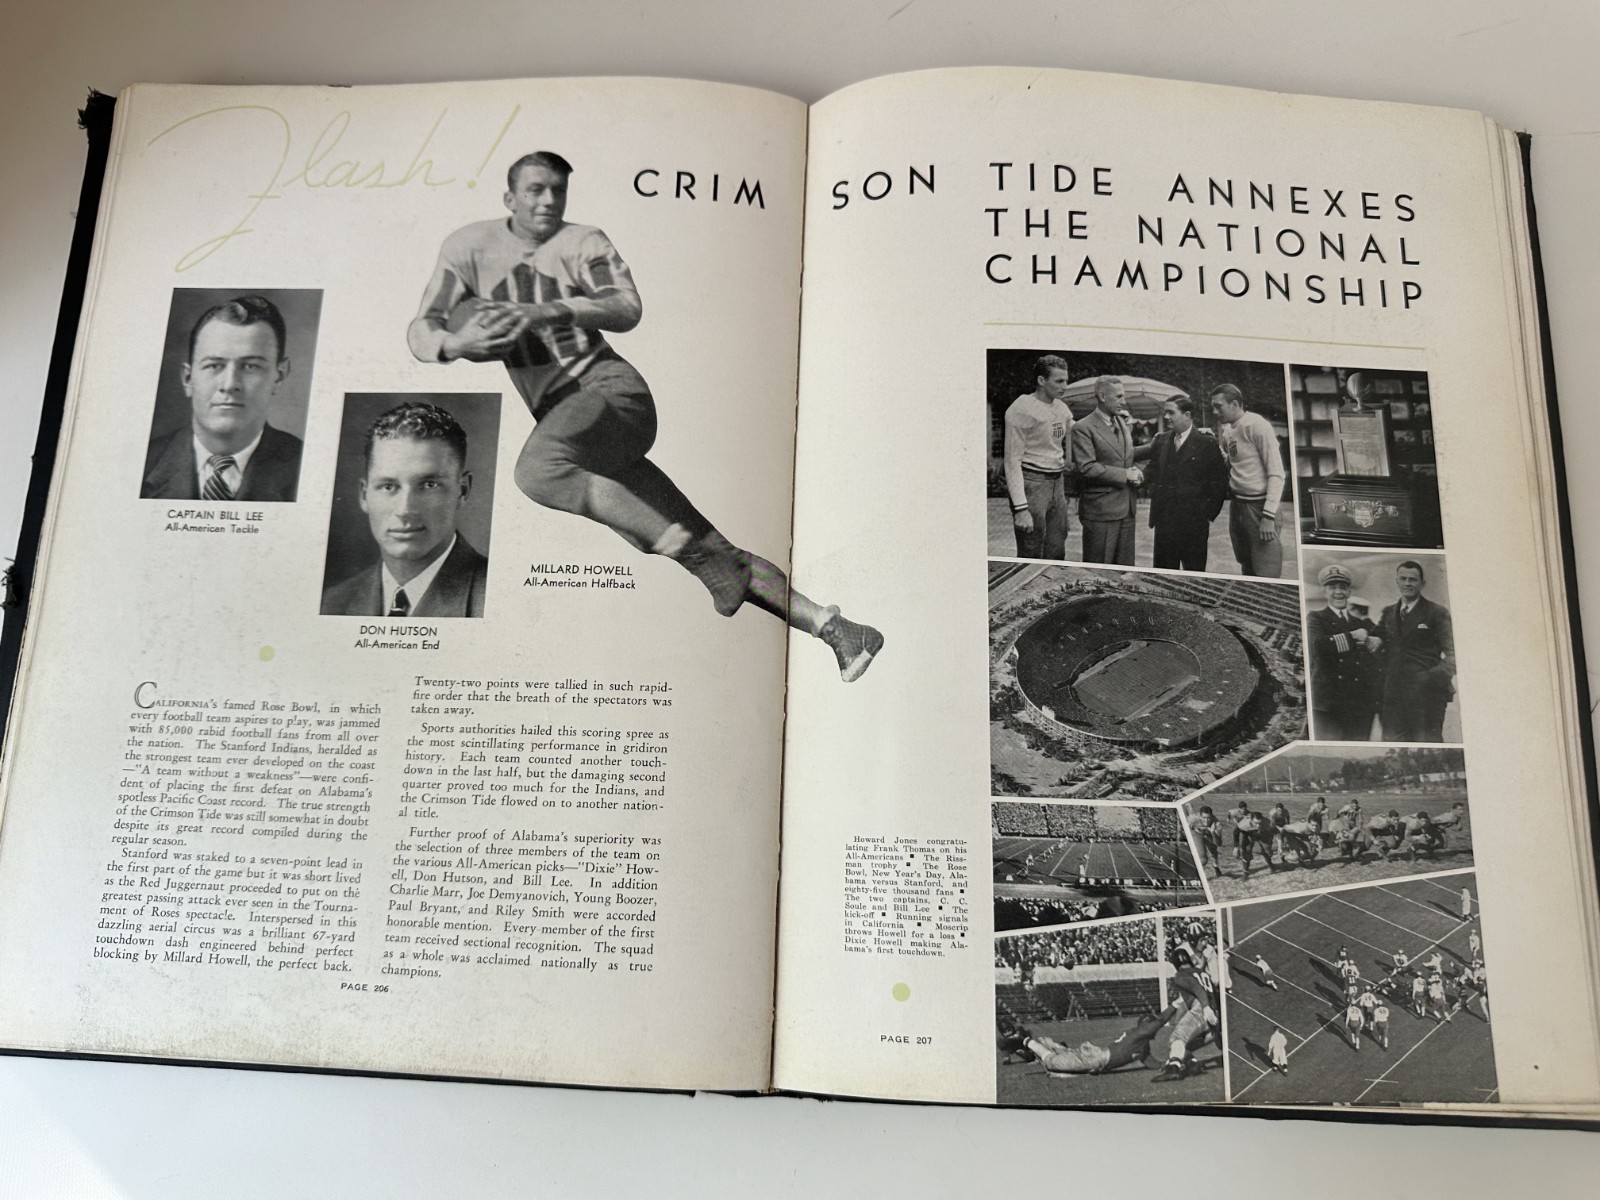 Flash!
CRIMSON TIDE ANNEXES
THE NATIONAL
CHAMPIONSHIP
CAPTAIN BILL LEE
All-American Tackle
DON HUTSON
All-American End
MILLARD HOWELL
All-American Halfback
CALIFORNIA'S famed Rose Bowl, in which
every football team aspires to play, was jammed
with 85,000 rabid football fans from all over
the nation. The Stanford Indians, heralded as
the strongest team ever developed on the coast
—"A team without a weakness"—were confi-
dent of placing the first defeat on Alabama's
spotless Pacific Coast record. The true strength
of the Crimson Tide was still somewhat in doubt
despite its great record compiled during the
regular season.
Stanford was staked to a seven-point lead in
the first part of the game but it was short lived
as the Red Juggernaut proceeded to put on the
greatest passing attack ever seen in the Tourna-
ment of Roses spectacle. Interspersed in this
dazzling aerial circus was a brilliant 67-yard
touchdown dash engineered behind perfect
blocking by Millard Howell, the perfect back.
Twenty-two points were tallied in such rapid-
fire order that the breath of the spectators was
taken away.
Sports authorities hailed this scoring spree as
the most scintillating performance in gridiron
history. Each team counted another touch-
down in the last half, but the damaging second
quarter proved too much for the Indians, and
the Crimson Tide flowed on to another nation-
al title.
Further proof of Alabama's superiority was
the selection of three members of the team on
the various All-American picks—"Dixie" How-
ell, Don Hutson, and Bill Lee. In addition
Charlie Marr, Joe Demyanovich, Young Boozer,
Paul Bryant, and Riley Smith were accorded
honorable mention. Every member of the first
team received sectional recognition. The squad
as a whole was acclaimed nationally as true
champions.
PAGE 206
Howard Jones congratu-
lating Frank Thomas on his
All-Americans ■ The Riss-
man trophy ■ The Rose
Bowl, New Year's Day, Ala-
bama versus Stanford, and
eighty-five thousand fans ■
The two captains, C. C.
Soule and Bill Lee ■ The
kick-off ■ Running signals
in California ■ Moscrip
throws Howell for a loss ■
Dixie Howell making Ala-
bama's first touchdown.
PAGE 207